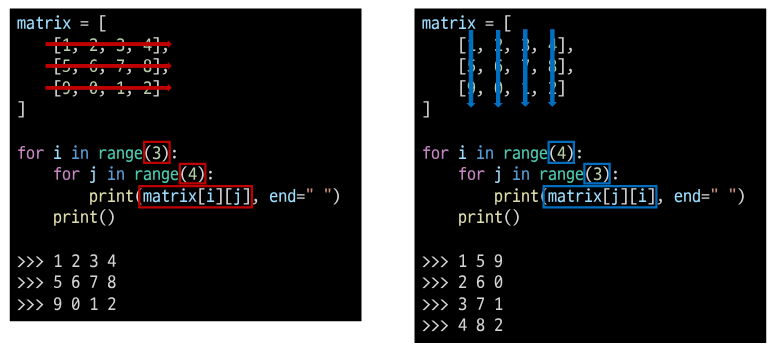 matrix = [
    [1, 2, 3, 4],
    [5, 6, 7, 8],
    [9, 0, 1, 2]
]
for i in range(3):
    for j in range(4):
        print(matrix[i][j], end=" ")
    print()
>>> 1 2 3 4
>>> 5 6 7 8
>>> 9 0 1 2
matrix = [
    [1, 2, 3, 4],
    [5, 6, 7, 8],
    [9, 0, 1, 2]
]
for i in range(4):
    for j in range(3):
        print(matrix[j][i], end=" ")
    print()
>>> 1 5 9
>>> 2 6 0
>>> 3 7 1
>>> 4 8 2